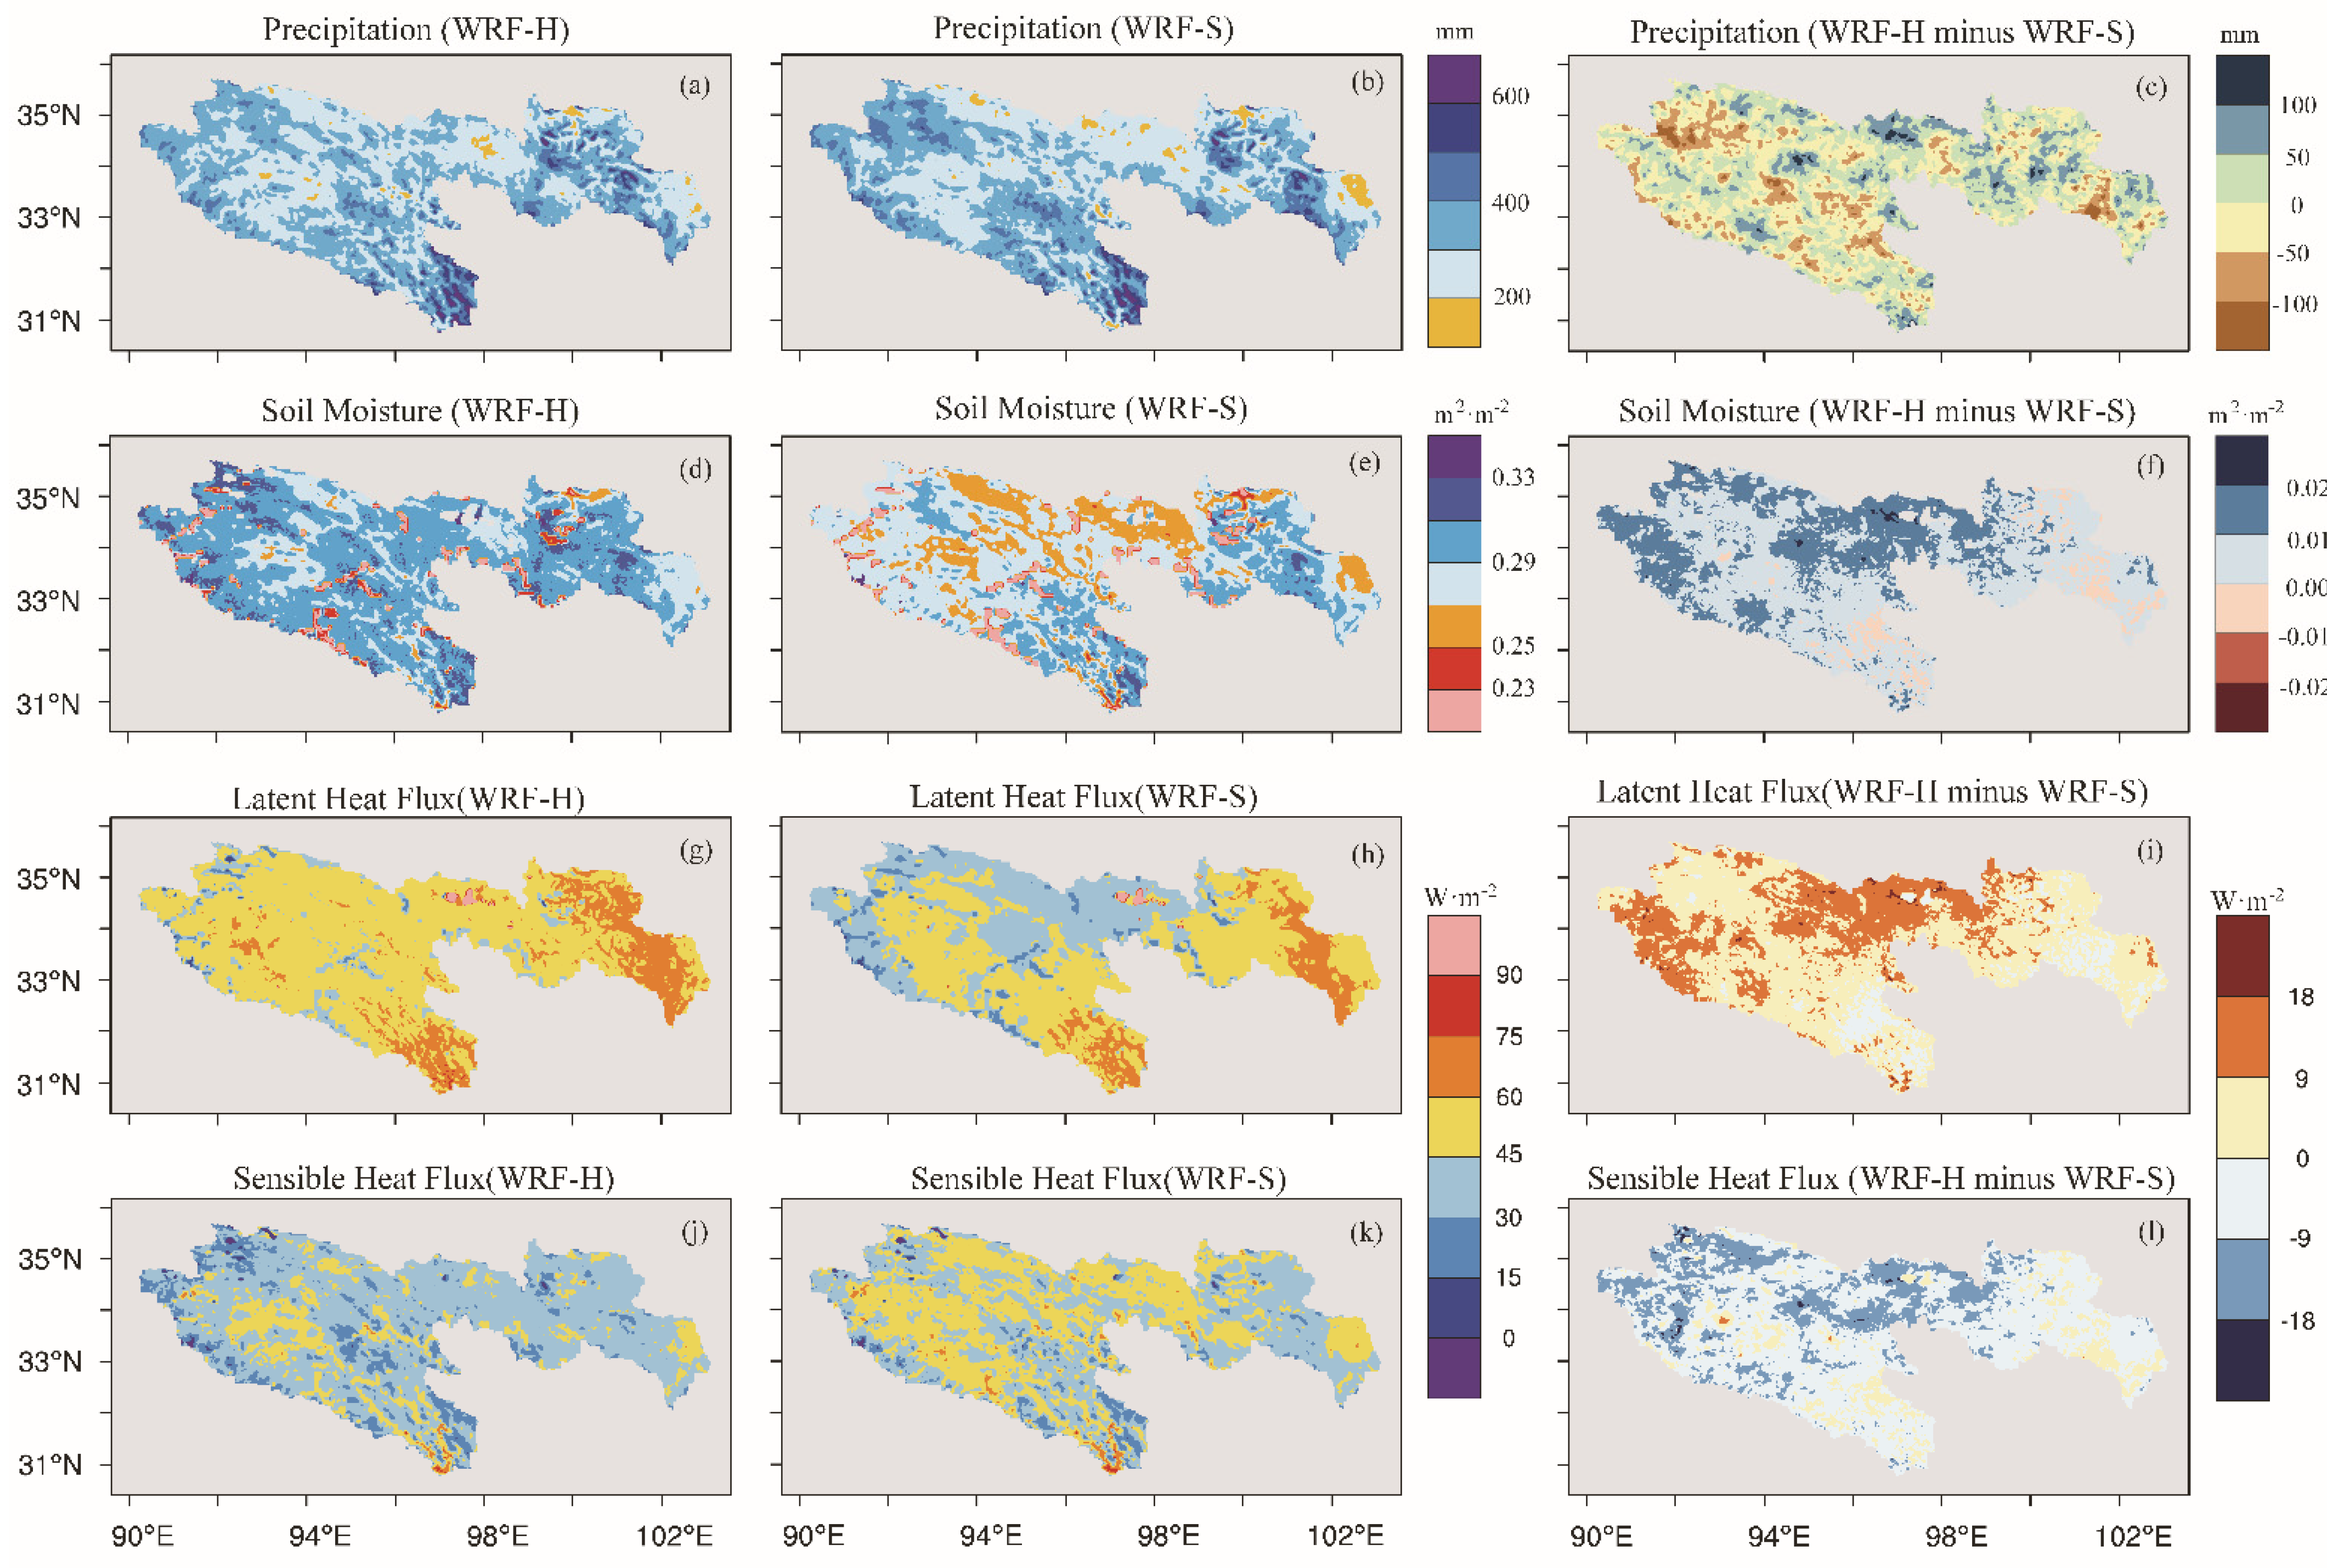 Precipitation (WRF-H)
Precipitation (WRF-S)
mm
Precipitation (WRF-H minus WRF-S)
mm
(a)
(b)
(c)
35°N
33°N
31°N
600
400
200
100
50
0
-50
-100
Soil Moisture (WRF-H)
Soil Moisture (WRF-S)
m²·m⁻²
Soil Moisture (WRF-H minus WRF-S)
m²·m⁻²
(d)
(e)
(f)
35°N
33°N
31°N
0.33
0.29
0.25
0.23
0.02
0.01
0.00
-0.01
-0.02
Latent Heat Flux(WRF-H)
Latent Heat Flux(WRF-S)
Latent Heat Flux(WRF-H minus WRF-S)
(g)
(h)
(i)
35°N
33°N
31°N
W·m⁻²
90
75
60
45
30
15
0
W·m⁻²
18
9
0
-9
-18
Sensible Heat Flux(WRF-H)
Sensible Heat Flux(WRF-S)
Sensible Heat Flux (WRF-H minus WRF-S)
(j)
(k)
(l)
35°N
33°N
31°N
90°E 94°E 98°E 102°E
90°E 94°E 98°E 102°E
90°E 94°E 98°E 102°E